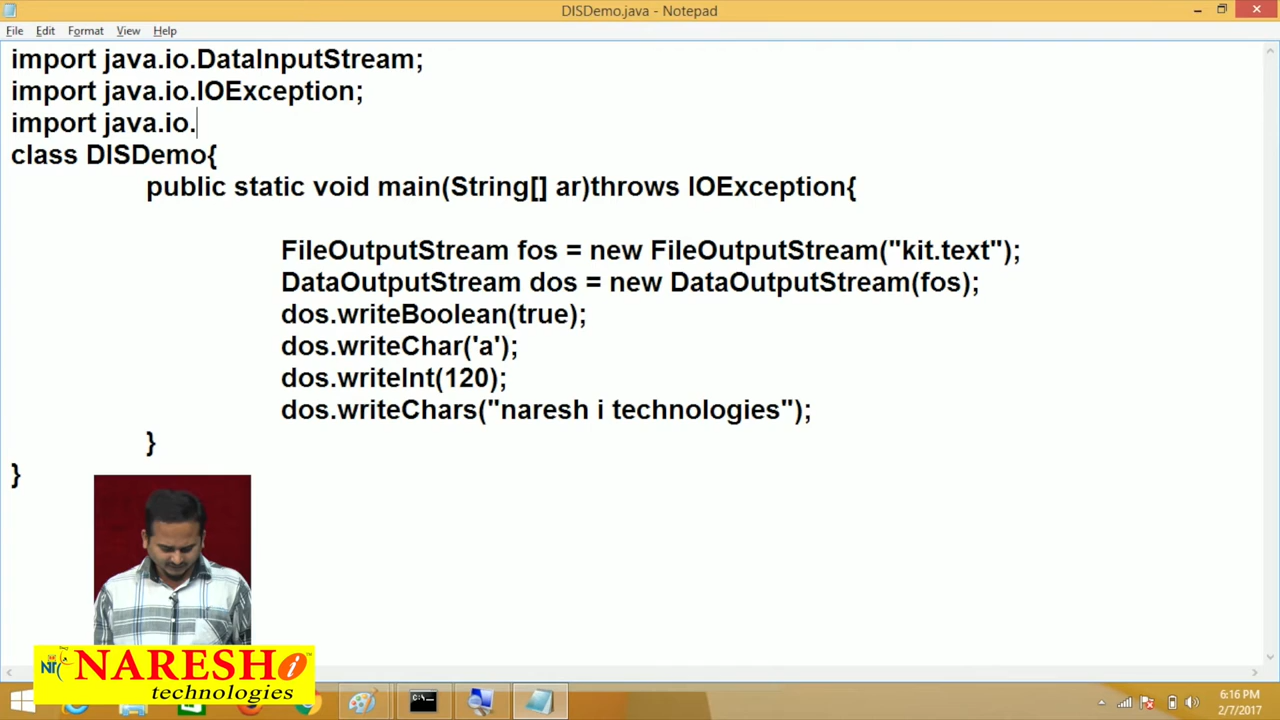 DISDemo.java - Notepad
File Edit Format View Help
import java.io.DataInputStream;
import java.io.IOException;
import java.io.
class DISDemo{
public static void main(String[] ar)throws IOException{
FileOutputStream fos = new FileOutputStream("kit.text");
DataOutputStream dos = new DataOutputStream(fos);
dos.writeBoolean(true);
dos.writeChar('a');
dos.writeInt(120);
dos.writeChars("naresh i technologies");
}
}
NARESH i
technologies
6:16 PM
2/7/2017